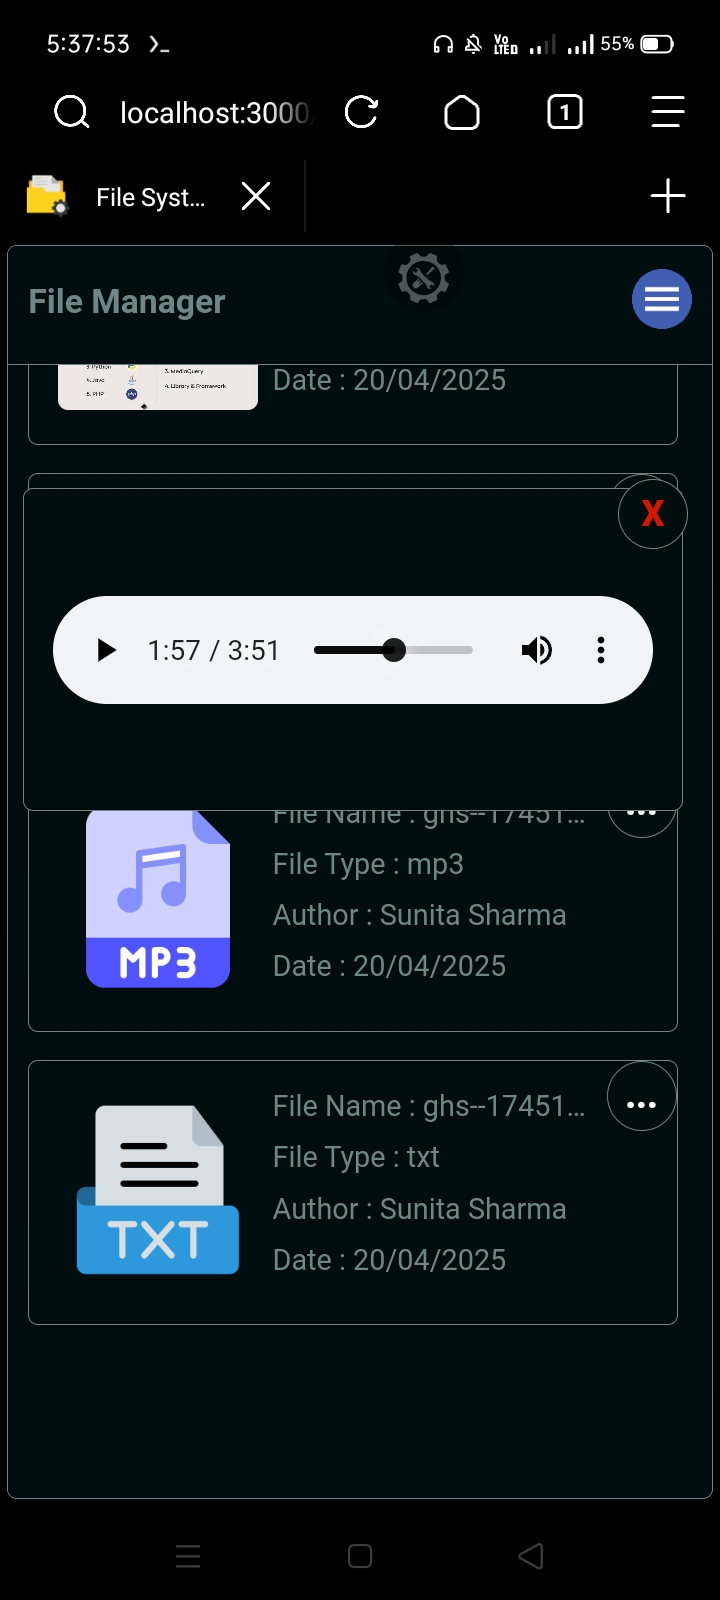 5:37:53
Vo LTE D
55%
localhost:3000/
1
File Syst...
File Manager
3. Python
4. Java
5. PHP
3. MediaQuery
4. Library & Framework
Date : 20/04/2025
X
1:57 / 3:51
File Name : ghs--17451...
File Type : mp3
Author : Sunita Sharma
Date : 20/04/2025
MP3
File Name : ghs--17451...
File Type : txt
Author : Sunita Sharma
Date : 20/04/2025
TXT